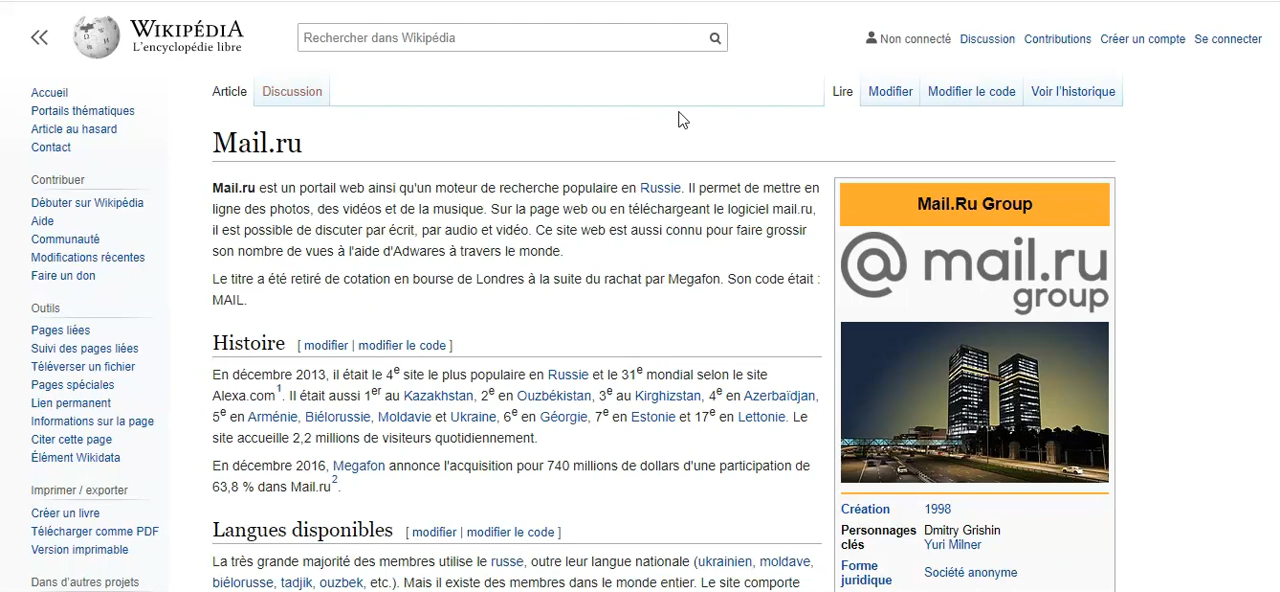 WIKIPÉDIA
L'encyclopédie libre
Rechercher dans Wikipédia
Non connecté Discussion Contributions Créer un compte Se connecter
Accueil
Portails thématiques
Article au hasard
Contact
Contribuer
Débuter sur Wikipédia
Aide
Communauté
Modifications récentes
Faire un don
Outils
Pages liées
Suivi des pages liées
Téléverser un fichier
Pages spéciales
Lien permanent
Informations sur la page
Citer cette page
Élément Wikidata
Imprimer / exporter
Créer un livre
Télécharger comme PDF
Version imprimable
Dans d'autres projets
Article Discussion
Lire Modifier Modifier le code Voir l'historique
Mail.ru
Mail.ru est un portail web ainsi qu'un moteur de recherche populaire en Russie. Il permet de mettre en
ligne des photos, des vidéos et de la musique. Sur la page web ou en téléchargeant le logiciel mail.ru,
il est possible de discuter par écrit, par audio et vidéo. Ce site web est aussi connu pour faire grossir
son nombre de vues à l'aide d'Adwares à travers le monde.
Le titre a été retiré de cotation en bourse de Londres à la suite du rachat par Megafon. Son code était :
MAIL.
Histoire [ modifier | modifier le code ]
En décembre 2013, il était le 4e site le plus populaire en Russie et le 31e mondial selon le site
Alexa.com1. Il était aussi 1er au Kazakhstan, 2e en Ouzbékistan, 3e au Kirghizstan, 4e en Azerbaïdjan,
5e en Arménie, Biélorussie, Moldavie et Ukraine, 6e en Géorgie, 7e en Estonie et 17e en Lettonie. Le
site accueille 2,2 millions de visiteurs quotidiennement.
En décembre 2016, Megafon annonce l'acquisition pour 740 millions de dollars d'une participation de
63,8 % dans Mail.ru2.
Langues disponibles [ modifier | modifier le code ]
La très grande majorité des membres utilise le russe, outre leur langue nationale (ukrainien, moldave,
biélorusse, tadjik, ouzbek, etc.). Mais il existe des membres dans le monde entier. Le site comporte
Mail.Ru Group
@mail.ru
group
Création 1998
Personnages clés Dmitry Grishin
Yuri Milner
Forme juridique Société anonyme